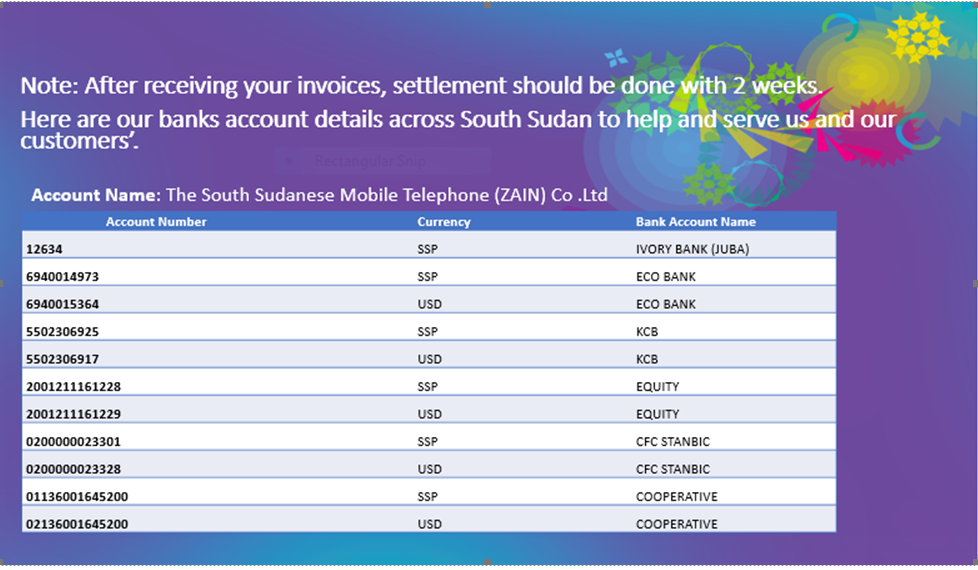 Note: After receiving your invoices, settlement should be done with 2 weeks.
Here are our banks account details across South Sudan to help and serve us and our
customers’.
Rectangular Snip
Account Name: The South Sudanese Mobile Telephone (ZAIN) Co .Ltd
Account Number Currency Bank Account Name
12634 SSP IVORY BANK (JUBA)
6940014973 SSP ECO BANK
6940015364 USD ECO BANK
5502306925 SSP KCB
5502306917 USD KCB
2001211161228 SSP EQUITY
2001211161229 USD EQUITY
0200000023301 SSP CFC STANBIC
0200000023328 USD CFC STANBIC
01136001645200 SSP COOPERATIVE
02136001645200 USD COOPERATIVE